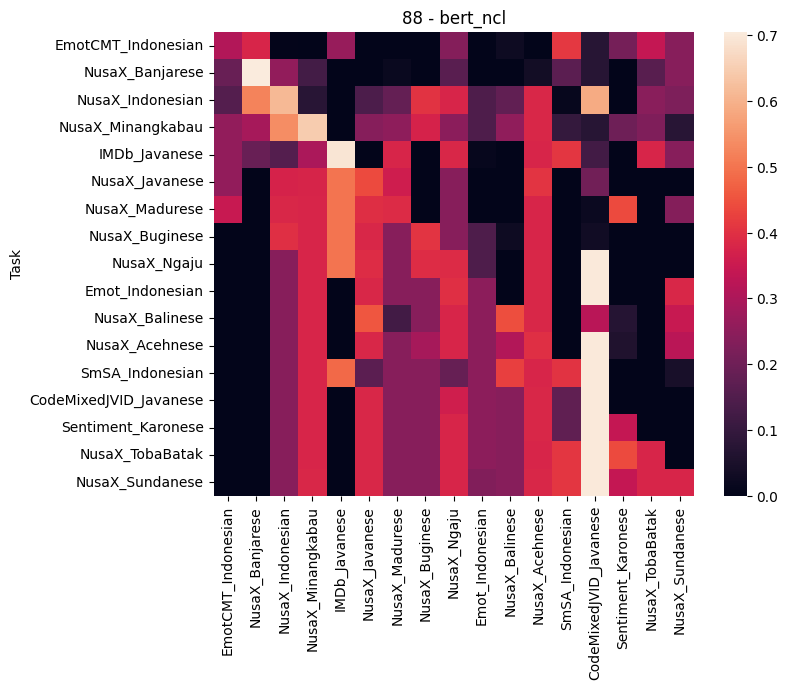 88 - bert_ncl
Task
EmotCMT_Indonesian
NusaX_Banjarese
NusaX_Indonesian
NusaX_Minangkabau
IMDb_Javanese
NusaX_Javanese
NusaX_Madurese
NusaX_Buginese
NusaX_Ngaju
Emot_Indonesian
NusaX_Balinese
NusaX_Acehnese
SmSA_Indonesian
CodeMixedJVID_Javanese
Sentiment_Karonese
NusaX_TobaBatak
NusaX_Sundanese
EmotCMT_Indonesian
NusaX_Banjarese
NusaX_Indonesian
NusaX_Minangkabau
IMDb_Javanese
NusaX_Javanese
NusaX_Madurese
NusaX_Buginese
NusaX_Ngaju
Emot_Indonesian
NusaX_Balinese
NusaX_Acehnese
SmSA_Indonesian
CodeMixedJVID_Javanese
Sentiment_Karonese
NusaX_TobaBatak
NusaX_Sundanese
0.7
0.6
0.5
0.4
0.3
0.2
0.1
0.0